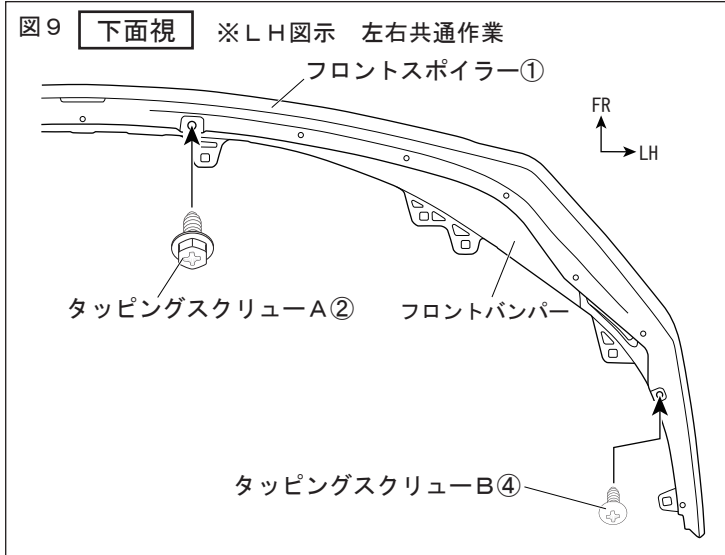 図９ 下面視 ※ＬＨ図示　左右共通作業
フロントスポイラー①
FR
LH
タッピングスクリューＡ②
フロントバンパー
タッピングスクリューＢ④